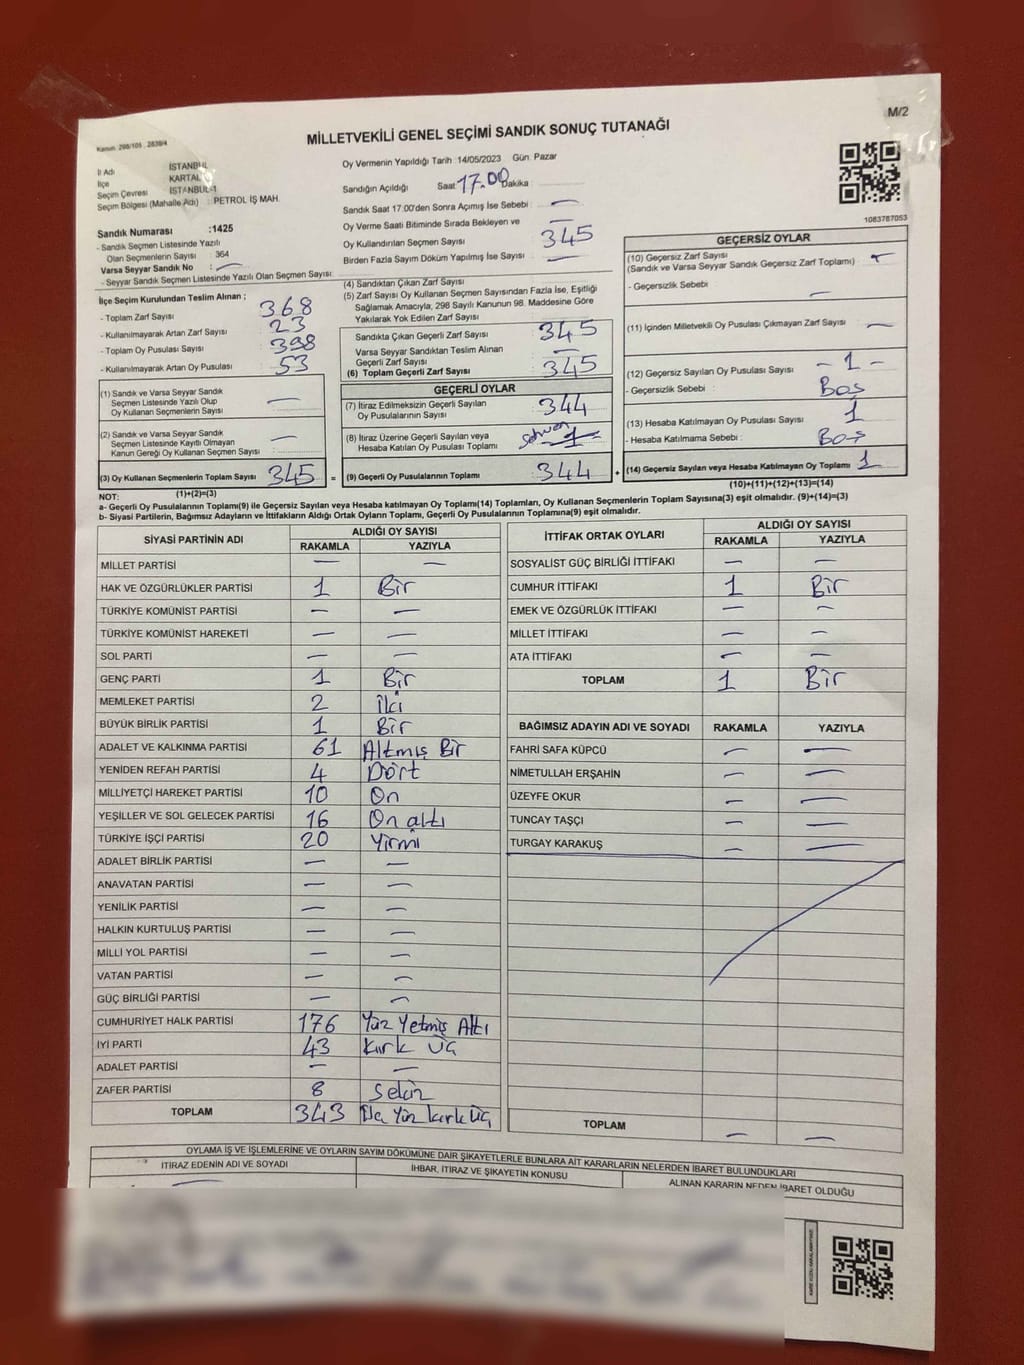 M/2
MİLLETVEKİLİ GENEL SEÇİMİ SANDIK SONUÇ TUTANAĞI
Kanun: 298/105 , 2839/4
İl Adı İSTANBUL
İlçe KARTAL
Seçim Çevresi İSTANBUL-1
Seçim Bölgesi (Mahalle Adı) : PETROL İŞ MAH.
Sandık Numarası :1425
- Sandık Seçmen Listesinde Yazılı
Olan Seçmenlerin Sayısı : 364
Varsa Seyyar Sandık No : —
- Seyyar Sandık Seçmen Listesinde Yazılı Olan Seçmen Sayısı:
Oy Vermenin Yapıldığı Tarih :14/05/2023 Gün. Pazar
Sandığın Açıldığı Saat 17.00 Dakika :
Sandık Saat 17:00'den Sonra Açımış İse Sebebi : —
Oy Verme Saati Bitiminde Sırada Bekleyen ve —
Oy Kullandırılan Seçmen Sayısı 345
Birden Fazla Sayım Döküm Yapılmış İse Sayısı —
1083787053
İlçe Seçim Kurulundan Teslim Alınan ;
- Toplam Zarf Sayısı : 368
- Kullanılmayarak Artan Zarf Sayısı : 23
- Toplam Oy Pusulası Sayısı : 398
- Kullanılmayarak Artan Oy Pusulası : 53
(1) Sandık ve Varsa Seyyar Sandık
Seçmen Listesinde Yazılı Olup
Oy Kullanan Seçmenlerin Sayısı —
(2) Sandık ve Varsa Seyyar Sandık
Seçmen Listesinde Kayıtlı Olmayan
Kanun Gereği Oy Kullanan Seçmen Sayısı : —
(3) Oy Kullanan Seçmenlerin Toplam Sayısı 345 =
(1)+(2)=(3)
(4) Sandıktan Çıkan Zarf Sayısı
(5) Zarf Sayısı Oy Kullanan Seçmen Sayısından Fazla İse, Eşitliği
Sağlamak Amacıyla, 298 Sayılı Kanunun 98. Maddesine Göre
Yakılarak Yok Edilen Zarf Sayısı :
Sandıkta Çıkan Geçerli Zarf Sayısı 345
Varsa Seyyar Sandıktan Teslim Alınan
Geçerli Zarf Sayısı —
(6) Toplam Geçerli Zarf Sayısı 345
GEÇERLİ OYLAR
(7) İtiraz Edilmeksizin Geçerli Sayılan
Oy Pusulalarının Sayısı : 344
(8) İtiraz Üzerine Geçerli Sayılan veya
Hesaba Katılan Oy Pusulası Toplamı : sehven 1
(9) Geçerli Oy Pusulalarının Toplamı 344 +
GEÇERSİZ OYLAR
(10) Geçersiz Zarf Sayısı —
(Sandık ve Varsa Seyyar Sandık Geçersiz Zarf Toplamı)
- Geçersizlik Sebebi : —
(11) İçinden Milletvekili Oy Pusulası Çıkmayan Zarf Sayısı : —
(12) Geçersiz Sayılan Oy Pusulası Sayısı - 1 -
- Geçersizlik Sebebi : Boş
(13) Hesaba Katılmayan Oy Pusulası Sayısı 1
- Hesaba Katılmama Sebebi : Boş
(14) Geçersiz Sayılan veya Hesaba Katılmayan Oy Toplamı 1
(10)+(11)+(12)+(13)=(14)
NOT:
a- Geçerli Oy Pusulalarının Toplamı(9) ile Geçersiz Sayılan veya Hesaba katılmayan Oy Toplamı(14) Toplamları, Oy Kullanan Seçmenlerin Toplam Sayısına(3) eşit olmalıdır. (9)+(14)=(3)
b- Siyasi Partilerin, Bağımsız Adayların ve İttifakların Aldığı Ortak Oyların Toplamı, Geçerli Oy Pusulalarının Toplamına(9) eşit olmalıdır.
SİYASİ PARTİNİN ADI ALDIĞI OY SAYISI
RAKAMLA YAZIYLA
MİLLET PARTİSİ — —
HAK VE ÖZGÜRLÜKLER PARTİSİ 1 Bir
TÜRKİYE KOMÜNİST PARTİSİ — —
TÜRKİYE KOMÜNİST HAREKETİ — —
SOL PARTİ — —
GENÇ PARTİ 1 Bir
MEMLEKET PARTİSİ 2 İki
BÜYÜK BİRLİK PARTİSİ 1 Bir
ADALET VE KALKINMA PARTİSİ 61 Altmış Bir
YENİDEN REFAH PARTİSİ 4 Dört
MİLLİYETÇİ HAREKET PARTİSİ 10 On
YEŞİLLER VE SOL GELECEK PARTİSİ 16 On altı
TÜRKİYE İŞÇİ PARTİSİ 20 Yirmi
ADALET BİRLİK PARTİSİ — —
ANAVATAN PARTİSİ — —
YENİLİK PARTİSİ — —
HALKIN KURTULUŞ PARTİSİ — —
MİLLİ YOL PARTİSİ — —
VATAN PARTİSİ — —
GÜÇ BİRLİĞİ PARTİSİ — —
CUMHURİYET HALK PARTİSİ 176 Yüz Yetmiş Altı
İYİ PARTİ 43 Kırk Üç
ADALET PARTİSİ — —
ZAFER PARTİSİ 8 Sekiz
TOPLAM 343 Üç Yüz kırk üç
İTTİFAK ORTAK OYLARI ALDIĞI OY SAYISI
RAKAMLA YAZIYLA
SOSYALİST GÜÇ BİRLİĞİ İTTİFAKI — —
CUMHUR İTTİFAKI 1 Bir
EMEK VE ÖZGÜRLÜK İTTİFAKI — —
MİLLET İTTİFAKI — —
ATA İTTİFAKI — —
TOPLAM 1 Bir
BAĞIMSIZ ADAYIN ADI VE SOYADI RAKAMLA YAZIYLA
FAHRİ SAFA KÜPCÜ — —
NİMETULLAH ERŞAHİN — —
ÜZEYFE OKUR — —
TUNCAY TAŞÇI — —
TURGAY KARAKUŞ — —
TOPLAM — —
OYLAMA İŞ VE İŞLEMLERİNE VE OYLARIN SAYIM DÖKÜMÜNE DAİR ŞİKAYETLERLE BUNLARA AİT KARARLARIN NELERDEN İBARET BULUNDUKLARI
İTİRAZ EDENİN ADI VE SOYADI İHBAR, İTİRAZ VE ŞİKAYETİN KONUSU ALINAN KARARIN NEDEN İBARET OLDUĞU